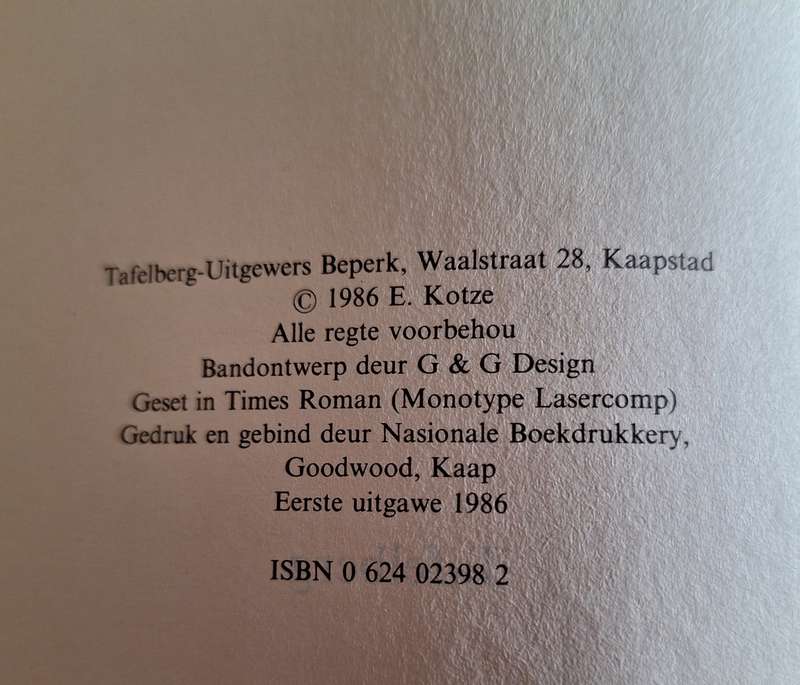 Tafelberg-Uitgewers Beperk, Waalstraat 28, Kaapstad
© 1986 E. Kotze
Alle regte voorbehou
Bandontwerp deur G & G Design
Geset in Times Roman (Monotype Lasercomp)
Gedruk en gebind deur Nasionale Boekdrukkery,
Goodwood, Kaap
Eerste uitgawe 1986
ISBN 0 624 02398 2